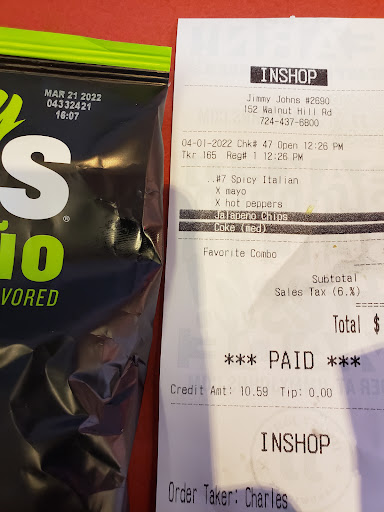 MAR 21 2022
04332421
16:07
y
S
®
ño
AVORED
INSHOP
Jimmy Johns #2690
152 Walnut Hill Rd
724-437-6800
04-01-2022 Chk# 47 Open 12:26 PM
Tkr 165 Reg# 1 12:26 PM
..#7 Spicy Italian
X mayo
X hot peppers
Jalapeno Chips
Coke (med)
Favorite Combo
Subtotal
Sales Tax (6.%)
Total $
*** PAID ***
Credit Amt: 10.59 Tip: 0.00
INSHOP
Order Taker: Charles